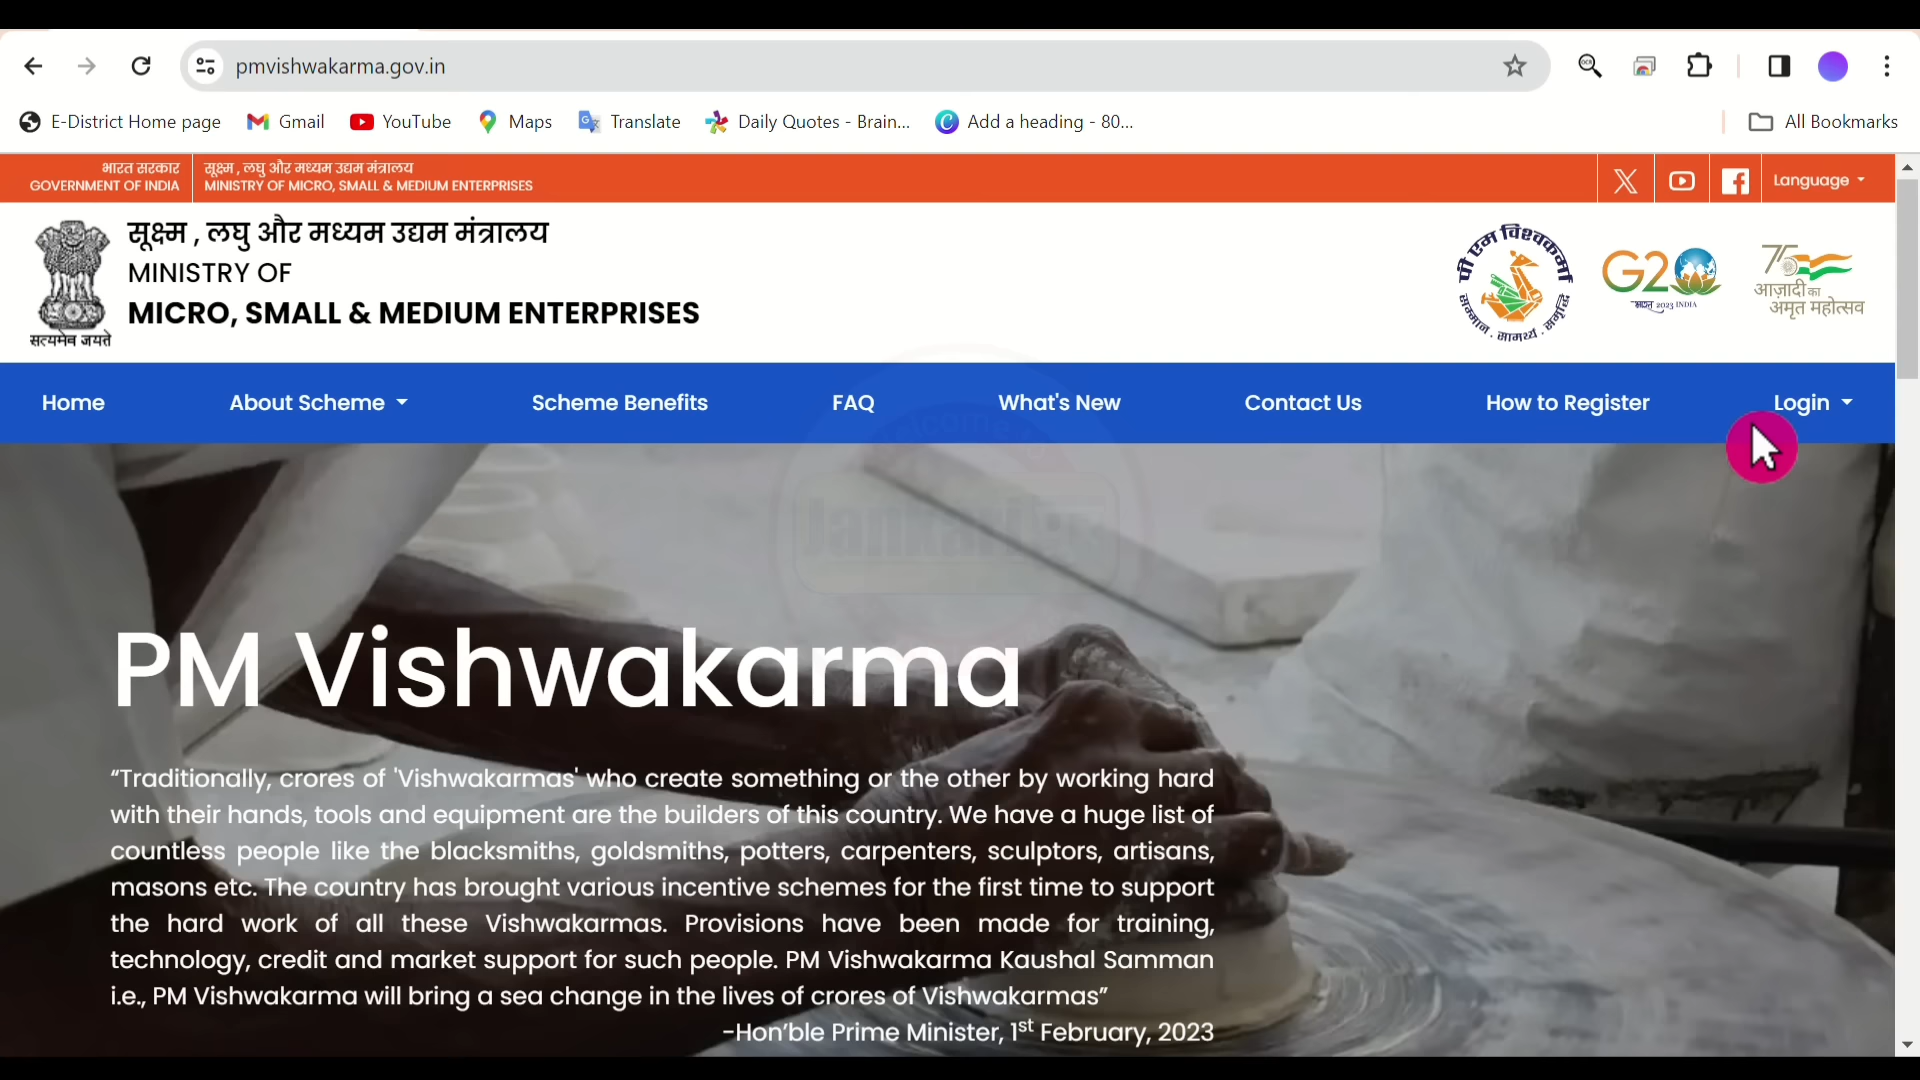 pmvishwakarma.gov.in
E-District Home page Gmail YouTube Maps Translate Daily Quotes - Brain... Add a heading - 80... All Bookmarks
भारत सरकार
GOVERNMENT OF INDIA
सूक्ष्म , लघु और मध्यम उद्यम मंत्रालय
MINISTRY OF MICRO, SMALL & MEDIUM ENTERPRISES
Language
सूक्ष्म , लघु और मध्यम उद्यम मंत्रालय
MINISTRY OF
MICRO, SMALL & MEDIUM ENTERPRISES
सत्यमेव जयते
पी एम विश्वकर्मा
सम्मान . सामर्थ्य . समृद्धि
G20
भारत 2023 INDIA
75
आज़ादी का
अमृत महोत्सव
Home About Scheme Scheme Benefits FAQ What's New Contact Us How to Register Login
PM Vishwakarma
“Traditionally, crores of 'Vishwakarmas' who create something or the other by working hard
with their hands, tools and equipment are the builders of this country. We have a huge list of
countless people like the blacksmiths, goldsmiths, potters, carpenters, sculptors, artisans,
masons etc. The country has brought various incentive schemes for the first time to support
the hard work of all these Vishwakarmas. Provisions have been made for training,
technology, credit and market support for such people. PM Vishwakarma Kaushal Samman
i.e., PM Vishwakarma will bring a sea change in the lives of crores of Vishwakarmas”
-Hon’ble Prime Minister, 1st February, 2023